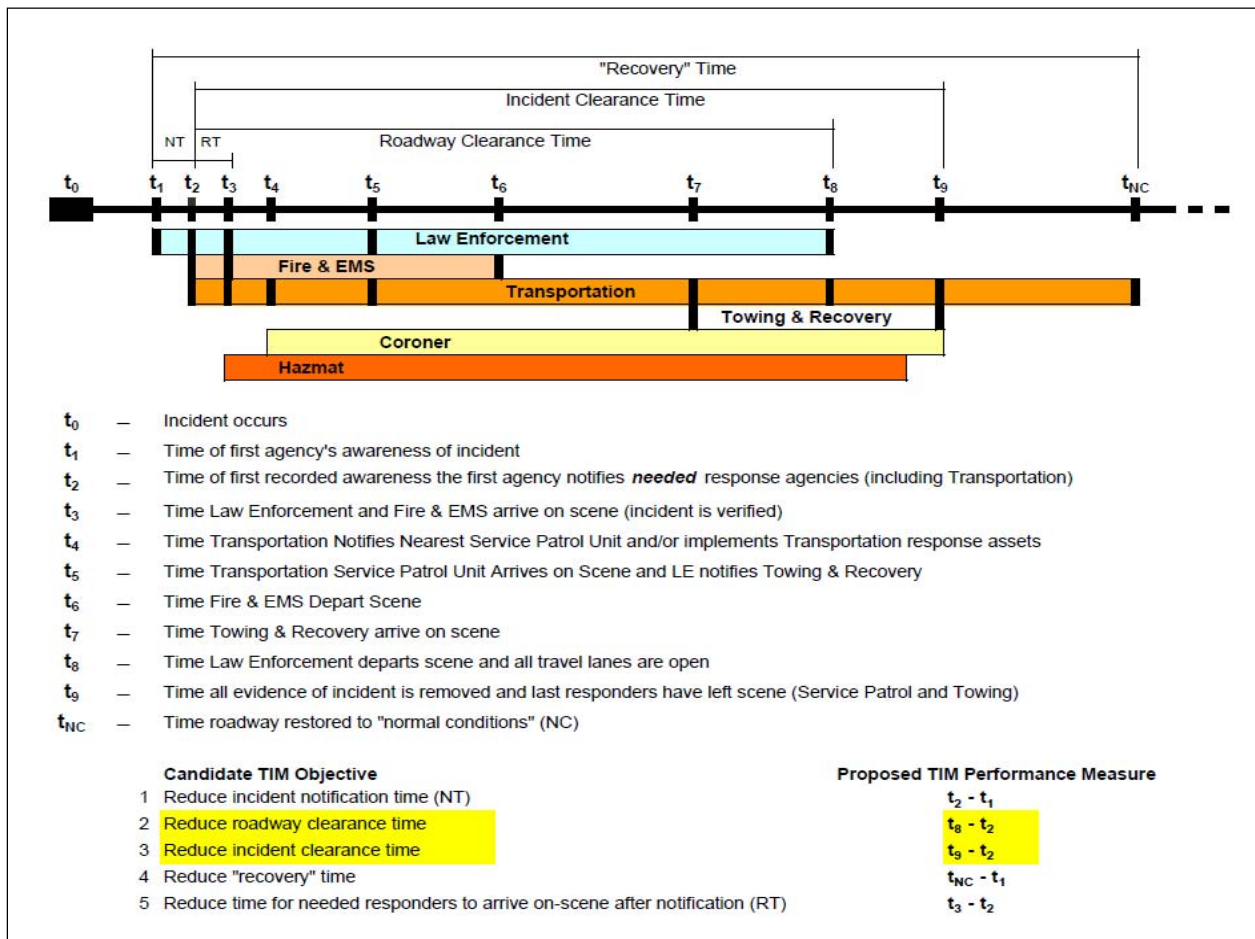 "Recovery" Time
Incident Clearance Time
NT RT Roadway Clearance Time
t0 t1 t2 t3 t4 t5 t6 t7 t8 t9 tNC
Law Enforcement
Fire & EMS
Transportation
Towing & Recovery
Coroner
Hazmat
t0 – Incident occurs
t1 – Time of first agency's awareness of incident
t2 – Time of first recorded awareness the first agency notifies needed response agencies (including Transportation)
t3 – Time Law Enforcement and Fire & EMS arrive on scene (incident is verified)
t4 – Time Transportation Notifies Nearest Service Patrol Unit and/or implements Transportation response assets
t5 – Time Transportation Service Patrol Unit Arrives on Scene and LE notifies Towing & Recovery
t6 – Time Fire & EMS Depart Scene
t7 – Time Towing & Recovery arrive on scene
t8 – Time Law Enforcement departs scene and all travel lanes are open
t9 – Time all evidence of incident is removed and last responders have left scene (Service Patrol and Towing)
tNC – Time roadway restored to "normal conditions" (NC)
Candidate TIM Objective Proposed TIM Performance Measure
1 Reduce incident notification time (NT) t2 - t1
2 Reduce roadway clearance time t8 - t2
3 Reduce incident clearance time t9 - t2
4 Reduce "recovery" time tNC - t1
5 Reduce time for needed responders to arrive on-scene after notification (RT) t3 - t2